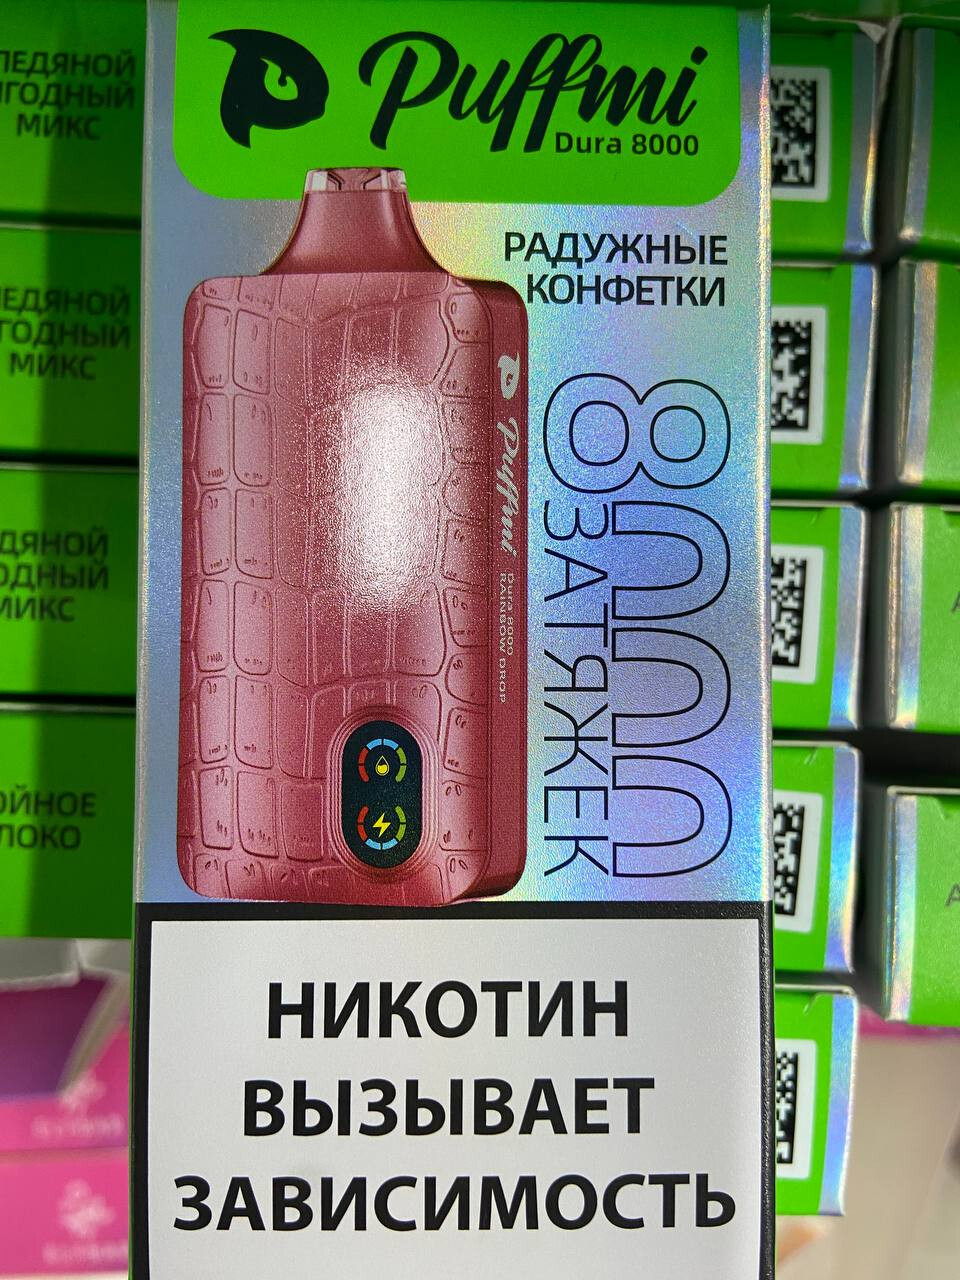 Puffmi
Dura 8000
РАДУЖНЫЕ
КОНФЕТКИ
8000
ЗАТЯЖЕК
Puffmi
Dura 8000
RAINBOW DROP
НИКОТИН
ВЫЗЫВАЕТ
ЗАВИСИМОСТЬ
ЛЕДЯНОЙ
ЯГОДНЫЙ
МИКС
ЛЕДЯНОЙ
ЯГОДНЫЙ
МИКС
МИКС